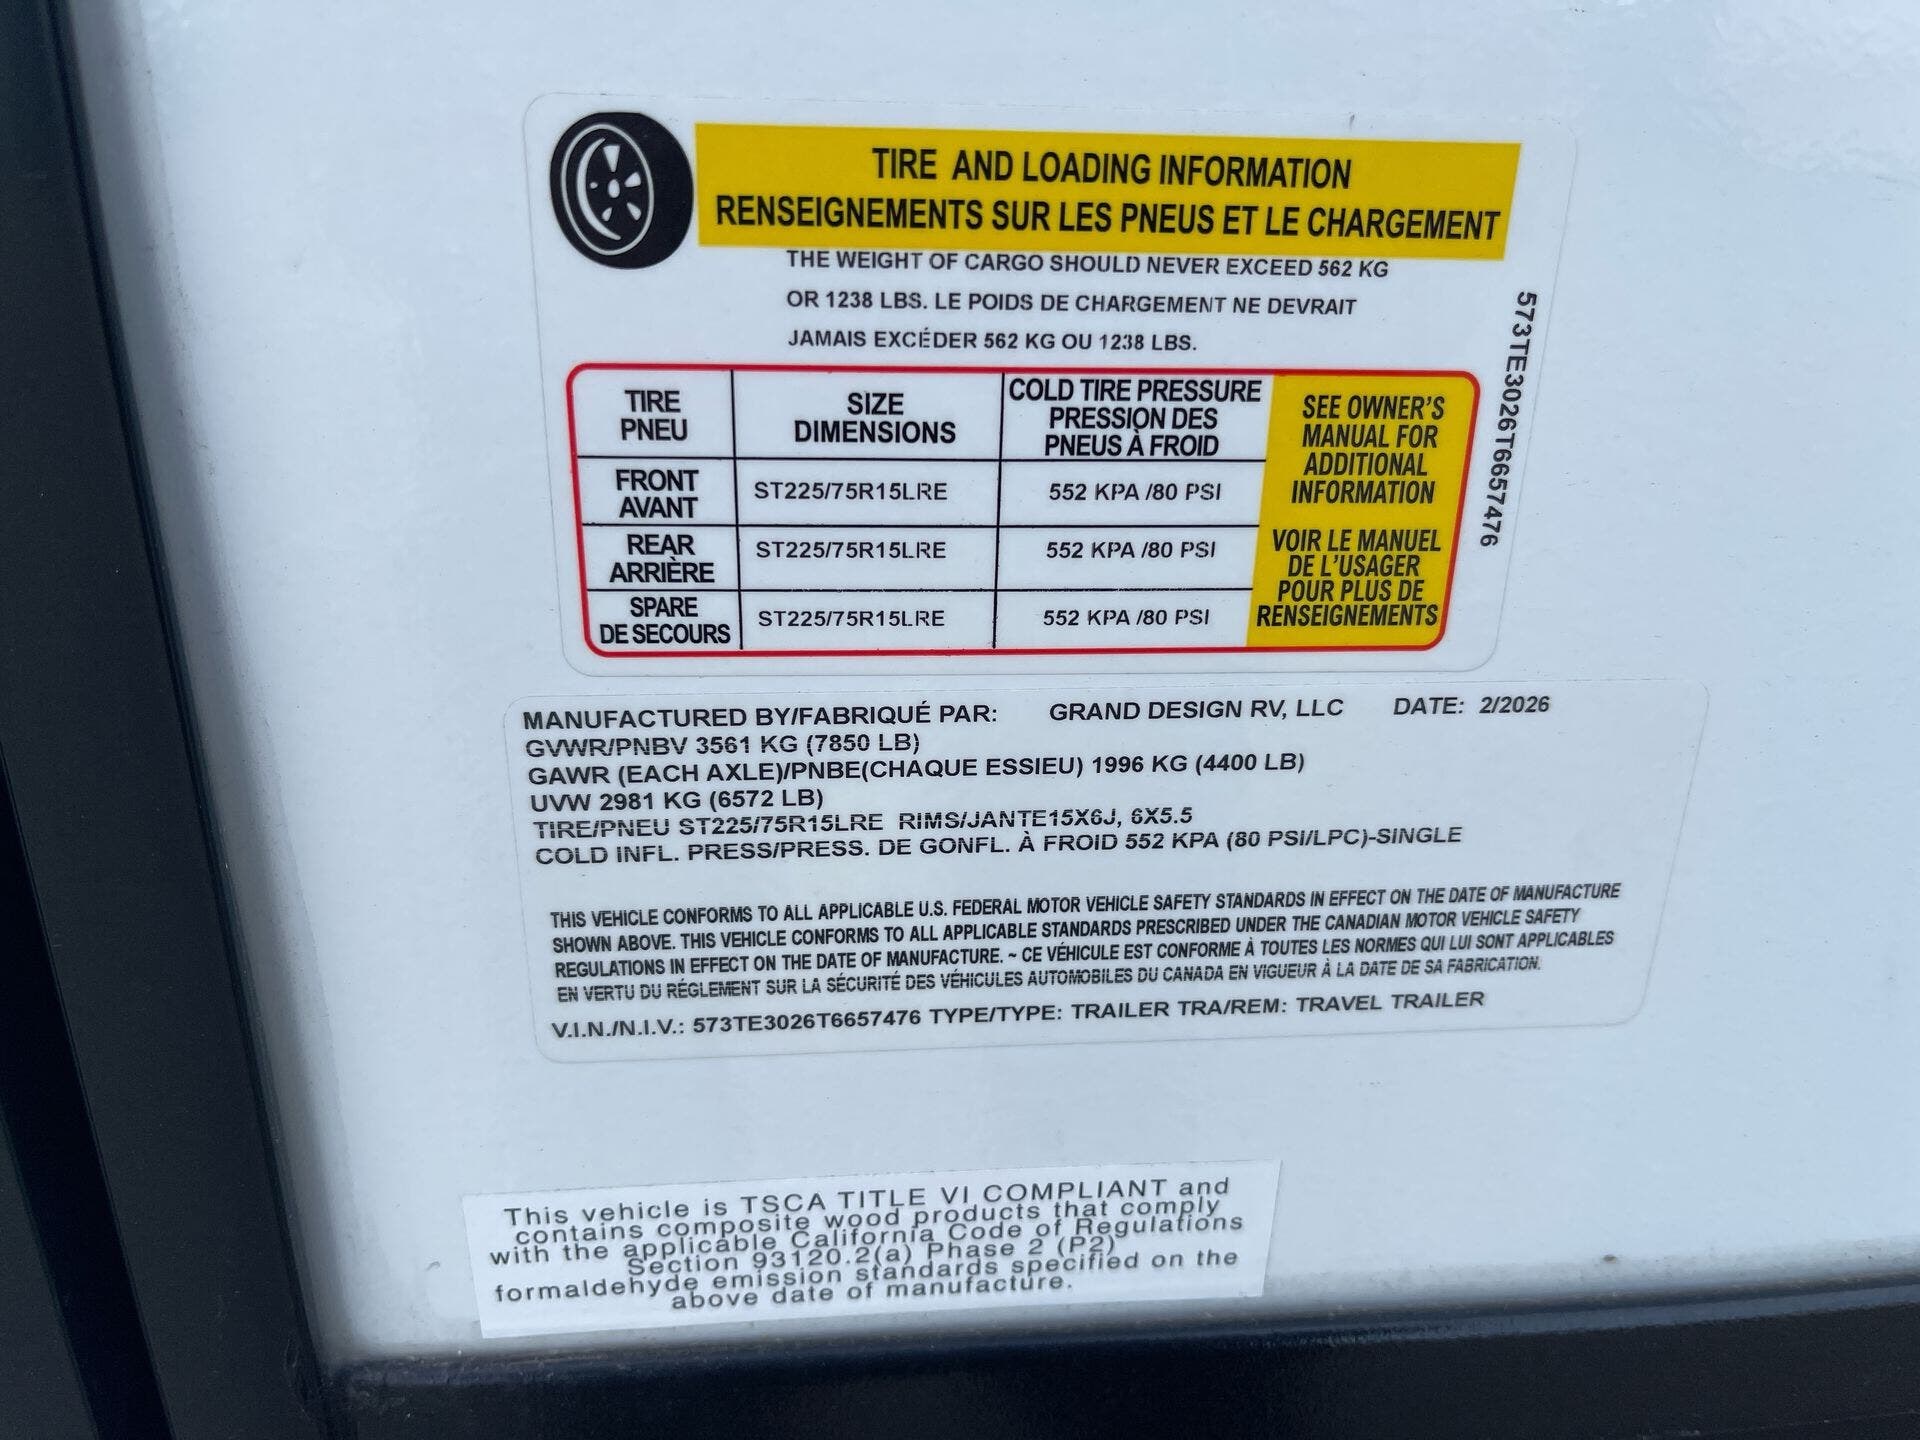 TIRE AND LOADING INFORMATION
RENSEIGNEMENTS SUR LES PNEUS ET LE CHARGEMENT
THE WEIGHT OF CARGO SHOULD NEVER EXCEED 562 KG
OR 1238 LBS. LE POIDS DE CHARGEMENT NE DEVRAIT
JAMAIS EXCÉDER 562 KG OU 1238 LBS.
TIRE
PNEU
SIZE
DIMENSIONS
COLD TIRE PRESSURE
PRESSION DES
PNEUS À FROID
FRONT
AVANT
ST225/75R15LRE
552 KPA /80 PSI
REAR
ARRIÈRE
ST225/75R15LRE
552 KPA /80 PSI
SPARE
DE SECOURS
ST225/75R15LRE
552 KPA /80 PSI
SEE OWNER'S
MANUAL FOR
ADDITIONAL
INFORMATION
VOIR LE MANUEL
DE L'USAGER
POUR PLUS DE
RENSEIGNEMENTS
573TE3026T6657476
MANUFACTURED BY/FABRIQUÉ PAR: GRAND DESIGN RV, LLC DATE: 2/2026
GVWR/PNBV 3561 KG (7850 LB)
GAWR (EACH AXLE)/PNBE(CHAQUE ESSIEU) 1996 KG (4400 LB)
UVW 2981 KG (6572 LB)
TIRE/PNEU ST225/75R15LRE RIMS/JANTE15X6J, 6X5.5
COLD INFL. PRESS/PRESS. DE GONFL. À FROID 552 KPA (80 PSI/LPC)-SINGLE
THIS VEHICLE CONFORMS TO ALL APPLICABLE U.S. FEDERAL MOTOR VEHICLE SAFETY STANDARDS IN EFFECT ON THE DATE OF MANUFACTURE
SHOWN ABOVE. THIS VEHICLE CONFORMS TO ALL APPLICABLE STANDARDS PRESCRIBED UNDER THE CANADIAN MOTOR VEHICLE SAFETY
REGULATIONS IN EFFECT ON THE DATE OF MANUFACTURE. ~ CE VÉHICULE EST CONFORME À TOUTES LES NORMES QUI LUI SONT APPLICABLES
EN VERTU DU RÉGLEMENT SUR LA SÉCURITÉ DES VÉHICULES AUTOMOBILES DU CANADA EN VIGUEUR À LA DATE DE SA FABRICATION.
V.I.N./N.I.V.: 573TE3026T6657476 TYPE/TYPE: TRAILER TRA/REM: TRAVEL TRAILER
This vehicle is TSCA TITLE VI COMPLIANT and
contains composite wood products that comply
with the applicable California Code of Regulations
Section 93120.2(a) Phase 2 (P2)
formaldehyde emission standards specified on the
above date of manufacture.